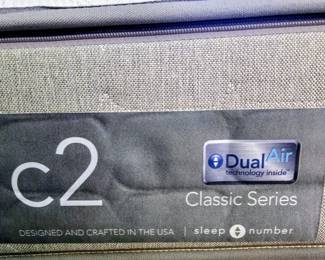 c2
DualAir
technology inside
Classic Series
DESIGNED AND CRAFTED IN THE USA | sleep number